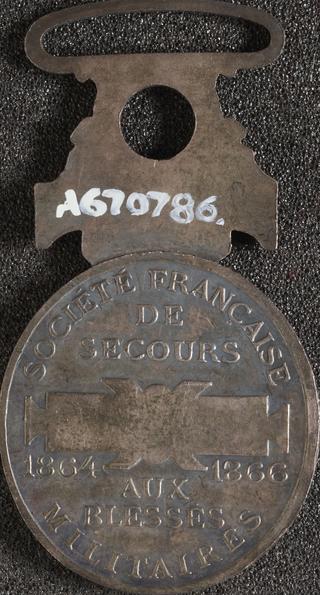 A670786.
SOCIÉTÉ FRANÇAISE
DE
SECOURS
1864 1866
AUX
BLESSÉS
MILITAIRES